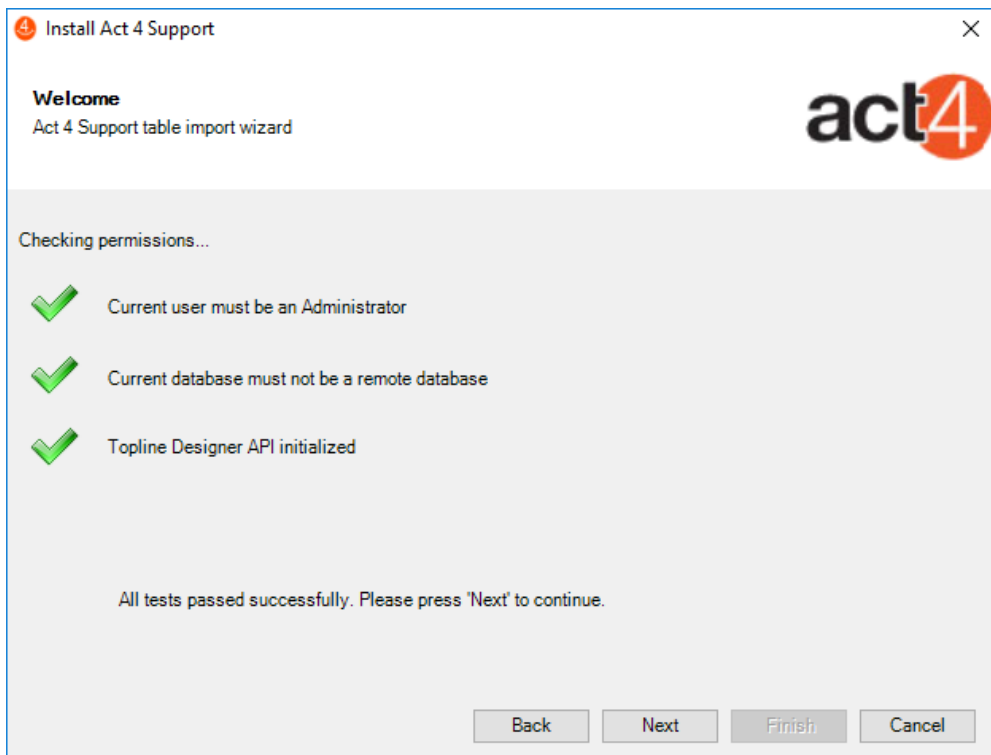 4 Install Act 4 Support
Welcome
Act 4 Support table import wizard
act4
Checking permissions...
Current user must be an Administrator
Current database must not be a remote database
Topline Designer API initialized
All tests passed successfully. Please press 'Next' to continue.
Back Next Finish Cancel